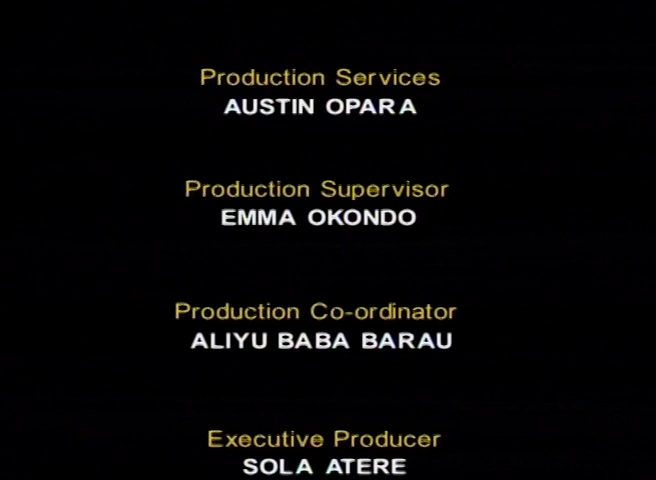 Production Services
AUSTIN OPARA
Production Supervisor
EMMA OKONDO
Production Co-ordinator
ALIYU BABA BARAU
Executive Producer
SOLA ATERE